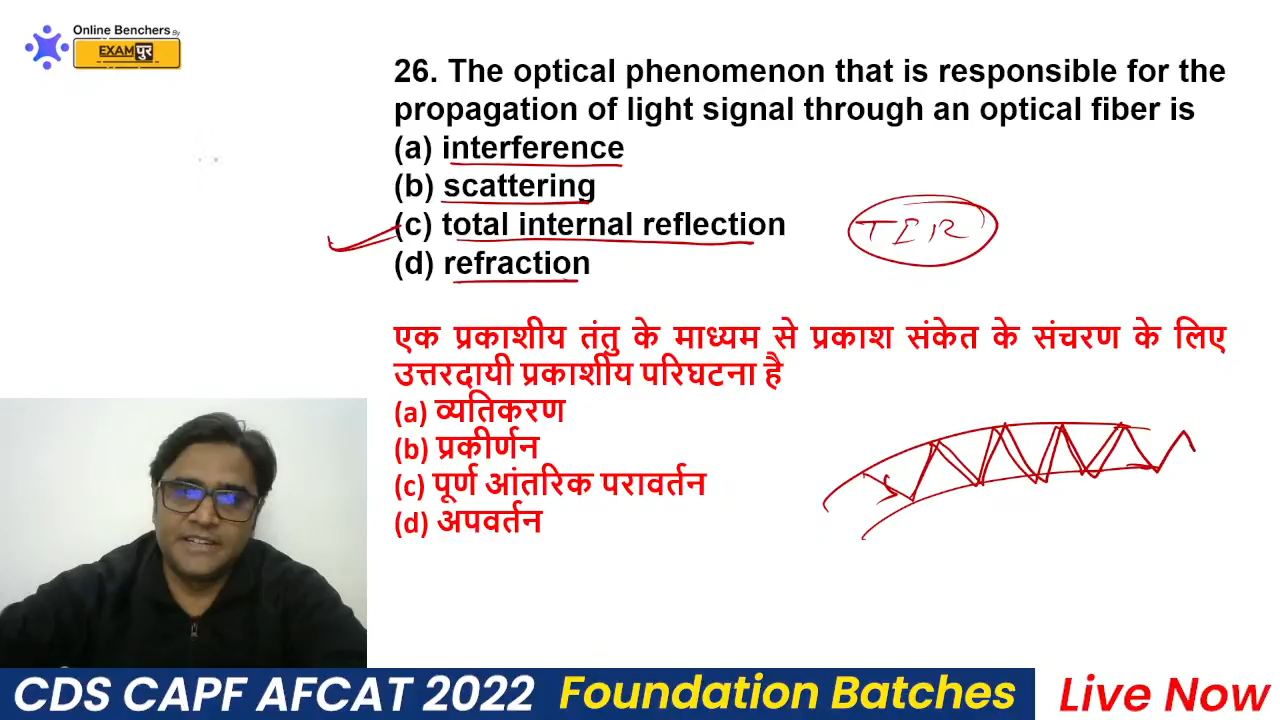 Online Benchers By
EXAM पुर
26. The optical phenomenon that is responsible for the
propagation of light signal through an optical fiber is
(a) interference
(b) scattering
(c) total internal reflection
TIR
(d) refraction
एक प्रकाशीय तंतु के माध्यम से प्रकाश संकेत के संचरण के लिए
उत्तरदायी प्रकाशीय परिघटना है
(a) व्यतिकरण
(b) प्रकीर्णन
(c) पूर्ण आंतरिक परावर्तन
(d) अपवर्तन
CDS CAPF AFCAT 2022 Foundation Batches Live Now